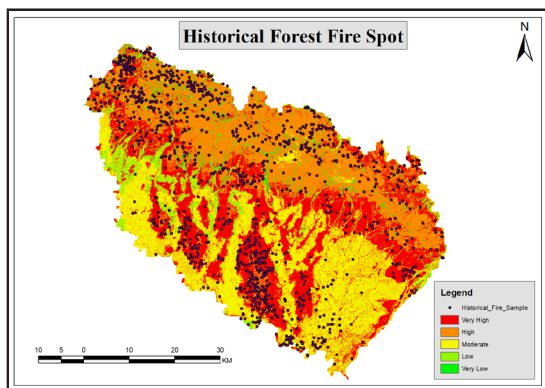 Historical Forest Fire Spot
N
Legend
Historical_Fire_Sample
Very High
High
Moderate
Low
Very Low
10 5 0 10 20 30
KM